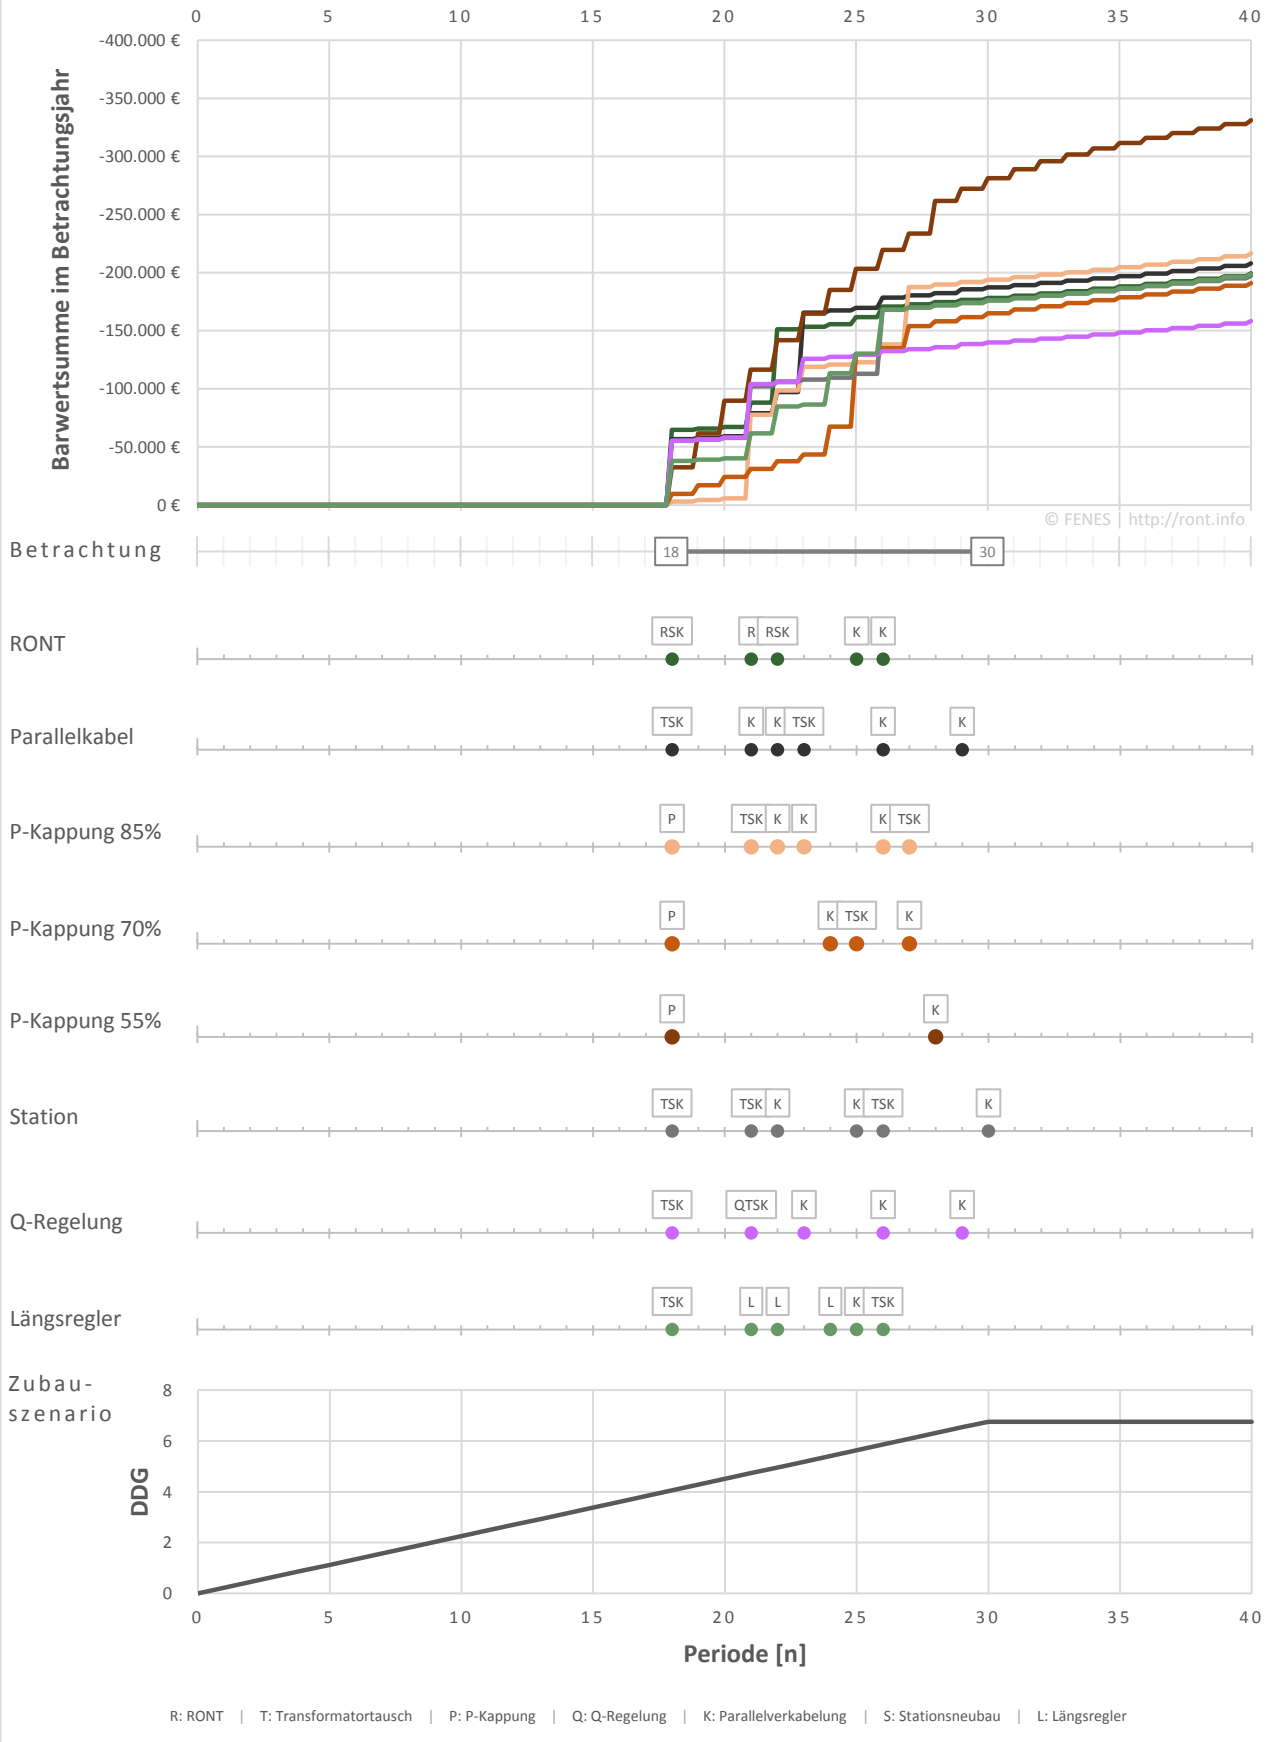 0 5 10 15 20 25 30 35 40
Barwertsumme im Betrachtungsjahr
-400.000 €
-350.000 €
-300.000 €
-250.000 €
-200.000 €
-150.000 €
-100.000 €
-50.000 €
0 €
© FENES | http://ront.info
Betrachtung 18 30
RONT RSK R RSK K K
Parallelkabel TSK K K TSK K K
P-Kappung 85% P TSK K K K TSK
P-Kappung 70% P K TSK K
P-Kappung 55% P K
Station TSK TSK K K TSK K
Q-Regelung TSK QTSK K K K
Längsregler TSK L L L K TSK
Zubau-
szenario
DDG
8
6
4
2
0
0 5 10 15 20 25 30 35 40
Periode [n]
R: RONT | T: Transformatortausch | P: P-Kappung | Q: Q-Regelung | K: Parallelverkabelung | S: Stationsneubau | L: Längsregler